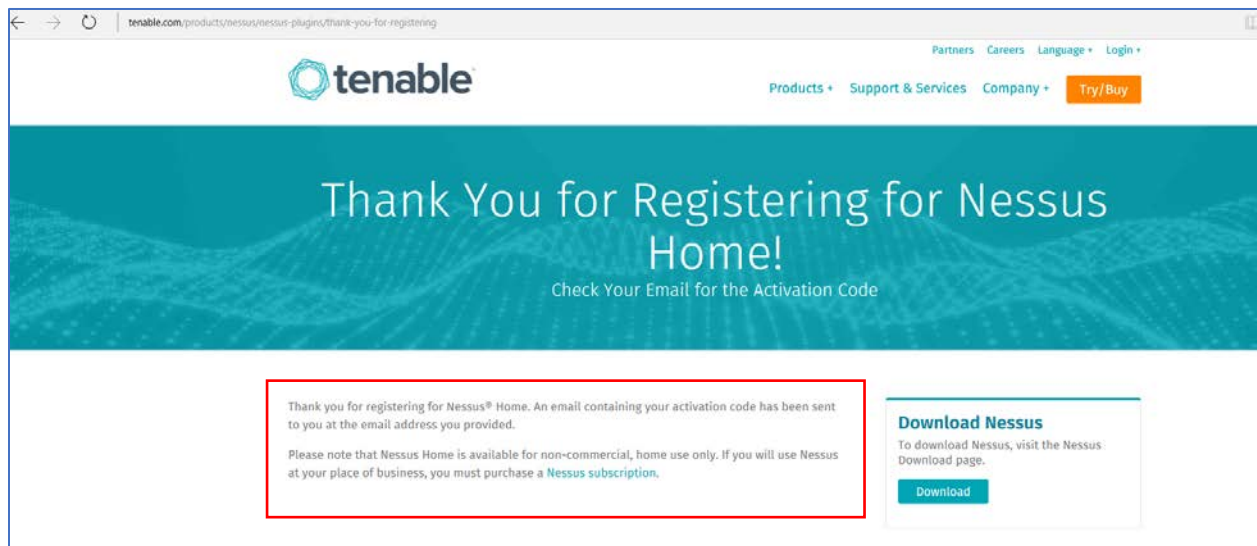 tenable.com/products/nessus/nessus-plugins/thank-you-for-registering
Partners Careers Language + Login +
tenable
Products + Support & Services Company + Try/Buy
Thank You for Registering for Nessus
Home!
Check Your Email for the Activation Code
Thank you for registering for Nessus® Home. An email containing your activation code has been sent
to you at the email address you provided.
Please note that Nessus Home is available for non-commercial, home use only. If you will use Nessus
at your place of business, you must purchase a Nessus subscription.
Download Nessus
To download Nessus, visit the Nessus
Download page.
Download